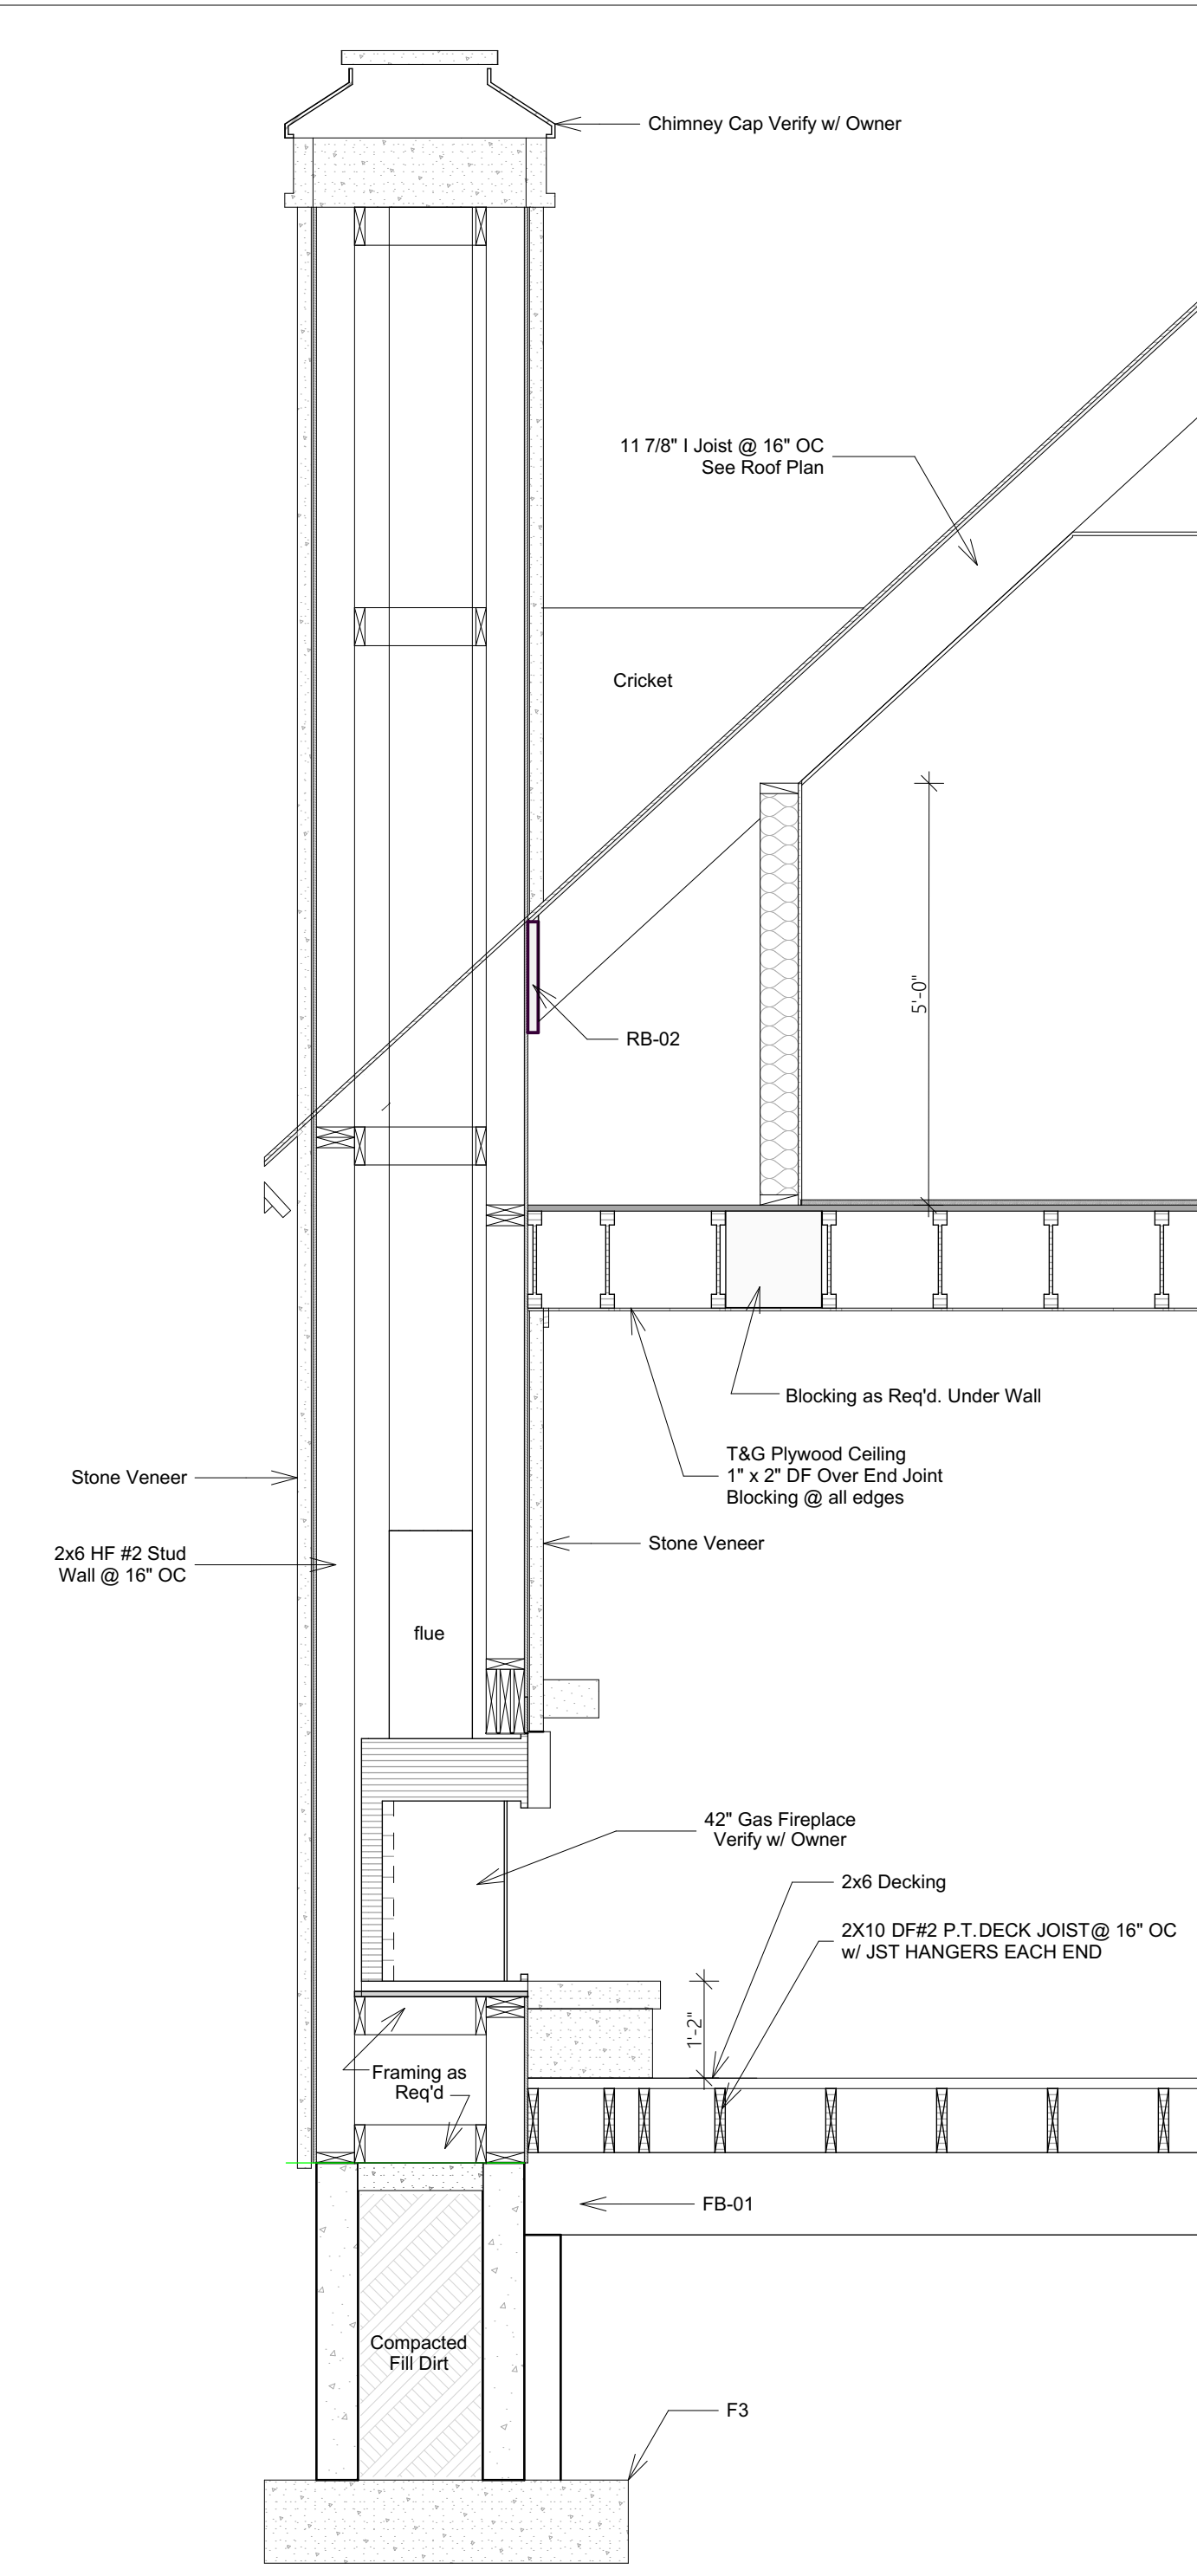 Chimney Cap Verify w/ Owner
11 7/8" I Joist @ 16" OC
See Roof Plan
Cricket
5'-0"
RB-02
Blocking as Req'd. Under Wall
T&G Plywood Ceiling
1" x 2" DF Over End Joint
Blocking @ all edges
Stone Veneer
Stone Veneer
2x6 HF #2 Stud
Wall @ 16" OC
flue
42" Gas Fireplace
Verify w/ Owner
2x6 Decking
2X10 DF#2 P.T.DECK JOIST@ 16" OC
w/ JST HANGERS EACH END
1'-2"
Framing as
Req'd
FB-01
Compacted
Fill Dirt
F3